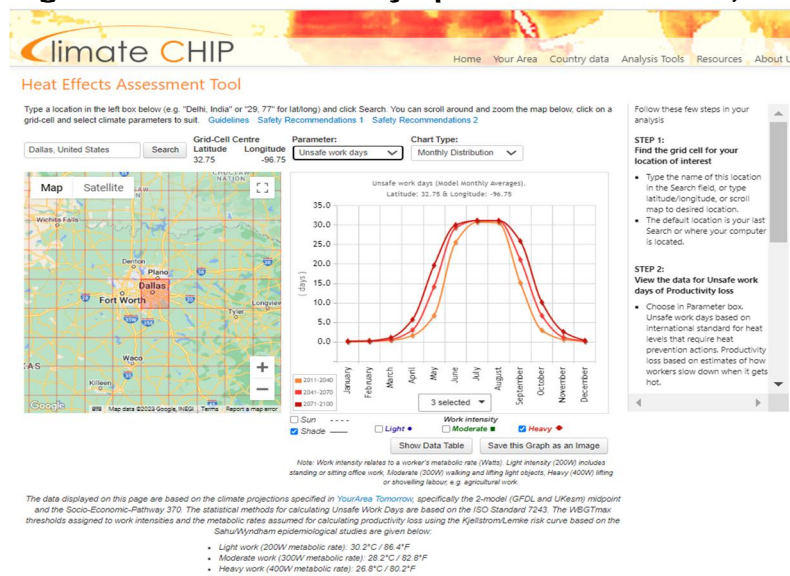 Climate CHIP
Home Your Area Country data Analysis Tools Resources About U
Heat Effects Assessment Tool
Type a location in the left box below (e.g. "Delhi, India" or "29, 77" for lat/long) and click Search. You can scroll around and zoom the map below, click on a
grid-cell and select climate parameters to suit. Guidelines Safety Recommendations 1 Safety Recommendations 2
Grid-Cell Centre
Latitude Longitude
32.75 -96.75
Parameter:
Chart Type:
Dallas, United States
Search
Unsafe work days
Monthly Distribution
Map
Satellite
NATION
Wichita Falls
Denton
Plano
Dallas
Fort Worth
Longview
Tyler
Waco
AS
Killeen
+
−
Google
Map data ©2023 Google, INEGI
Terms
Report a map error
Unsafe work days (Model Monthly Averages).
Latitude: 32.75 & Longitude: -96.75
35.0
30.0
25.0
20.0
15.0
10.0
5.0
0.0
( days )
January
February
March
April
May
June
July
August
September
October
November
December
2011-2040
2041-2070
2071-2100
3 selected
Sun
Shade
Work intensity
Light
Moderate
Heavy
Show Data Table
Save this Graph as an Image
Note: Work intensity relates to a worker's metabolic rate (Watts). Light intensity (200W) includes
standing or sitting office work, Moderate (300W) walking and lifting light objects, Heavy (400W) lifting
or shovelling labour, e.g. agricultural work.
Follow these few steps in your
analysis
STEP 1:
Find the grid cell for your
location of interest
• Type the name of this location
in the Search field, or type
latitude/longitude, or scroll
map to desired location.
• The default location is your last
Search or where your computer
is located.
STEP 2:
View the data for Unsafe work
days of Productivity loss
• Choose in Parameter box.
Unsafe work days based on
international standard for heat
levels that require heat
prevention actions. Productivity
loss based on estimates of how
workers slow down when it gets
hot.
The data displayed on this page are based on the climate projections specified in YourArea Tomorrow, specifically the 2-model (GFDL and UKesm) midpoint
and the Socio-Economic-Pathway 370. The statistical methods for calculating Unsafe Work Days are based on the ISO Standard 7243. The WBGTmax
thresholds assigned to work intensities and the metabolic rates assumed for calculating productivity loss using the Kjellstrom/Lemke risk curve based on the
Sahu/Wyndham epidemiological studies are given below:
• Light work (200W metabolic rate): 30.2°C / 86.4°F
• Moderate work (300W metabolic rate): 28.2°C / 82.8°F
• Heavy work (400W metabolic rate): 26.8°C / 80.2°F